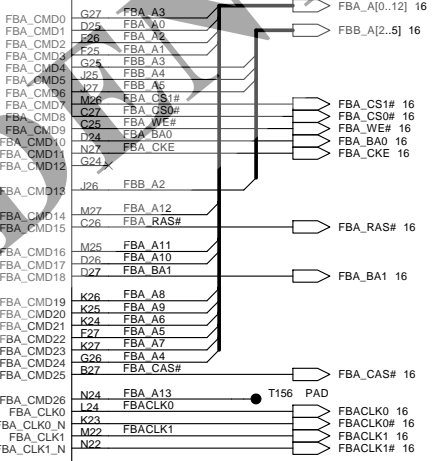 FBA_CMD0 G27 FBA_A3 FBA_A[0..12] 16
FBA_CMD1 D25 FBA_A0
FBA_CMD2 F26 FBA_A2 FBB_A[2..5] 16
FBA_CMD3 F25 FBA_A1
FBA_CMD4 G25 FBB_A3
FBA_CMD5 J25 FBB_A4
FBA_CMD6 J27 FBB_A5
FBA_CMD7 M26 FBA_CS1# FBA_CS1# 16
FBA_CMD8 C27 FBA_CS0# FBA_CS0# 16
FBA_CMD9 C25 FBA_WE# FBA_WE# 16
FBA_CMD10 D24 FBA_BA0 FBA_BA0 16
FBA_CMD11 N27 FBA_CKE FBA_CKE 16
FBA_CMD12 G24
FBA_CMD13 J26 FBB_A2
FBA_CMD14 M27 FBA_A12
FBA_CMD15 C26 FBA_RAS# FBA_RAS# 16
FBA_CMD16 M25 FBA_A11
FBA_CMD17 D26 FBA_A10
FBA_CMD18 D27 FBA_BA1 FBA_BA1 16
FBA_CMD19 K26 FBA_A8
FBA_CMD20 K25 FBA_A9
FBA_CMD21 K24 FBA_A6
FBA_CMD22 F27 FBA_A5
FBA_CMD23 K27 FBA_A7
FBA_CMD24 G26 FBA_A4
FBA_CMD25 B27 FBA_CAS# FBA_CAS# 16
FBA_CMD26 N24 FBA_A13 T156 PAD
FBA_CLK0 L24 FBACLK0 FBACLK0 16
FBA_CLK0_N K23 FBACLK0# 16
FBA_CLK1 M22 FBACLK1 FBACLK1 16
FBA_CLK1_N N22 FBACLK1# 16